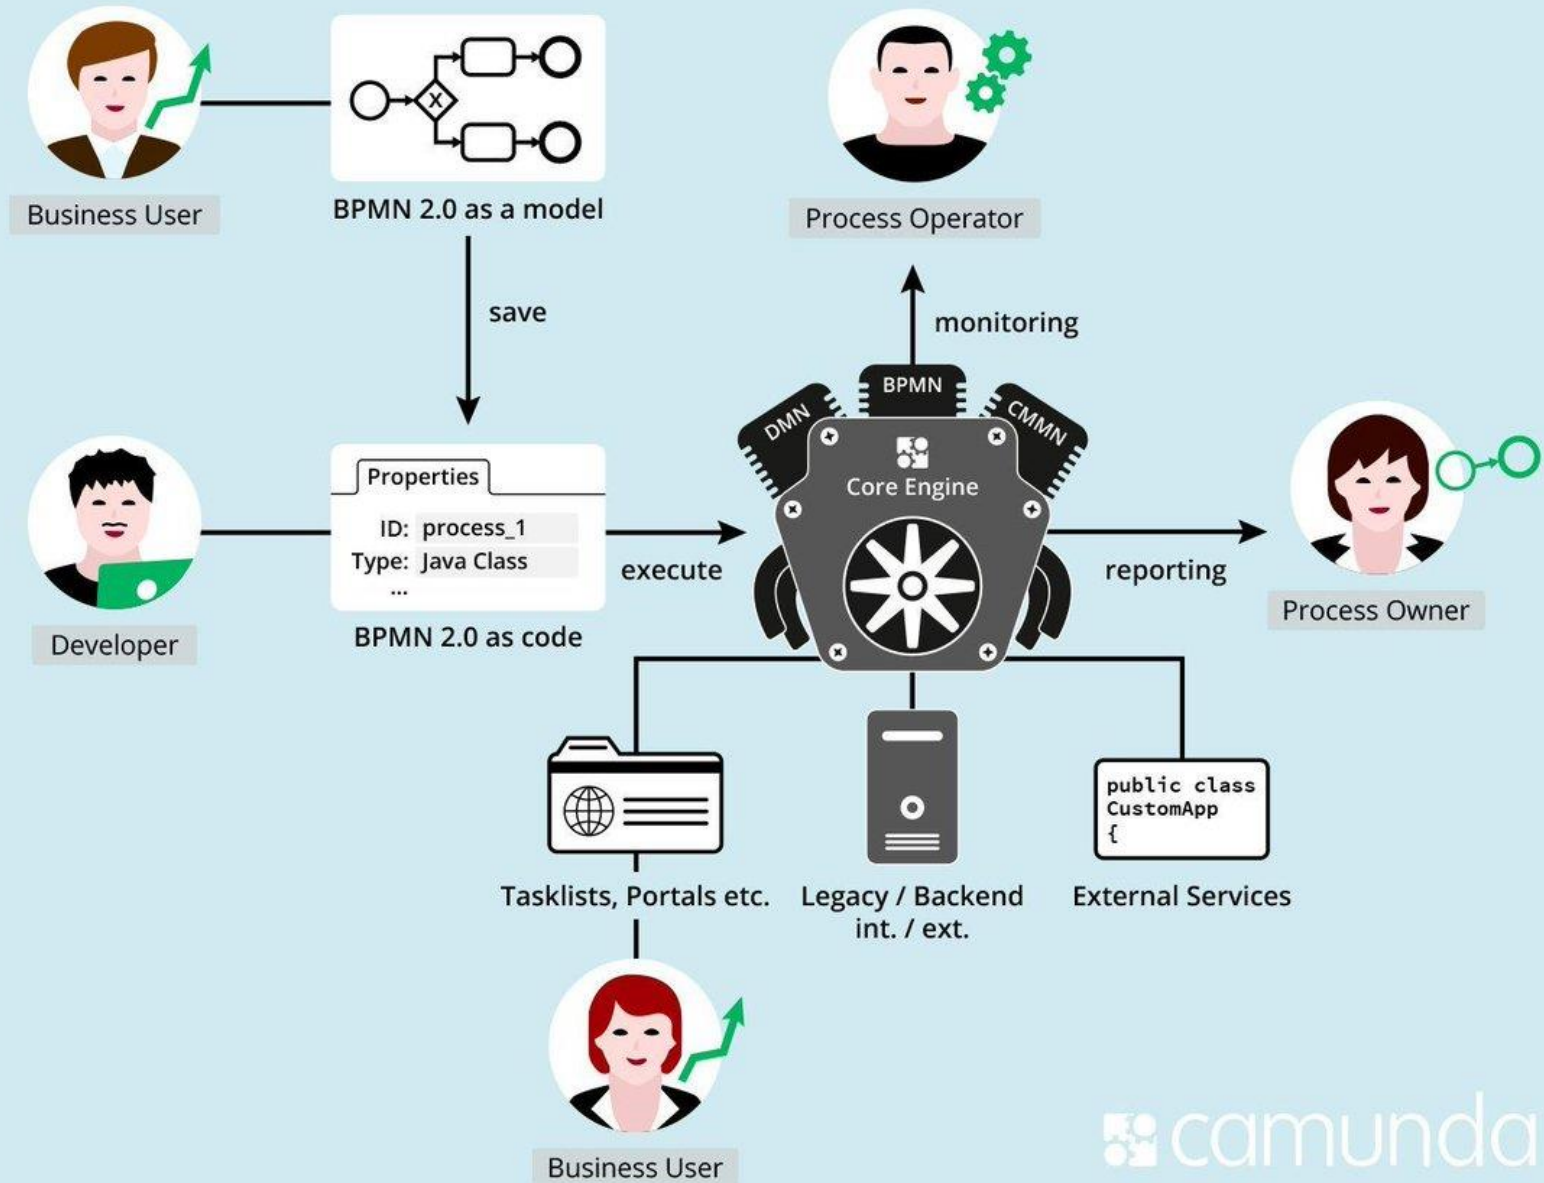 Business User
X
BPMN 2.0 as a model
Process Operator
save
monitoring
DMN
BPMN
CMMN
Core Engine
Properties
ID: process_1
Type: Java Class
...
execute
reporting
Developer
BPMN 2.0 as code
Process Owner
public class
CustomApp
{
Tasklists, Portals etc.
Legacy / Backend
int. / ext.
External Services
Business User
camunda